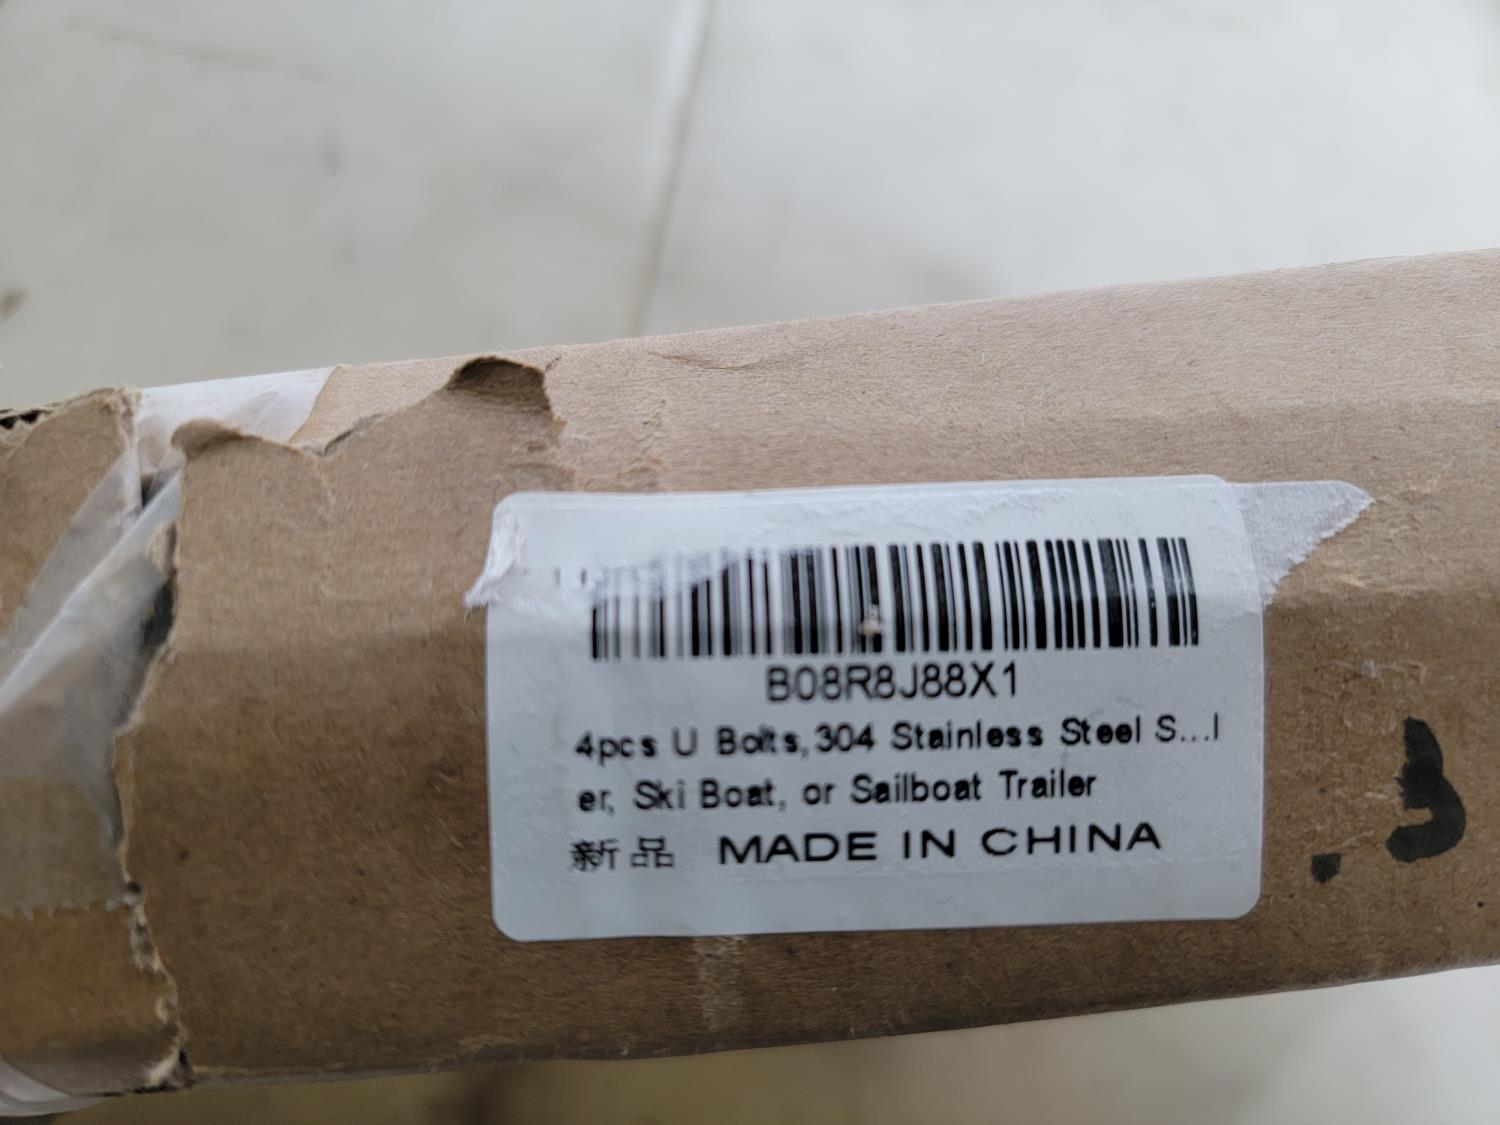 B08R8J88X1
4pcs U Bolts,304 Stainless Steel S...l
er, Ski Boat, or Sailboat Trailer
新品 MADE IN CHINA